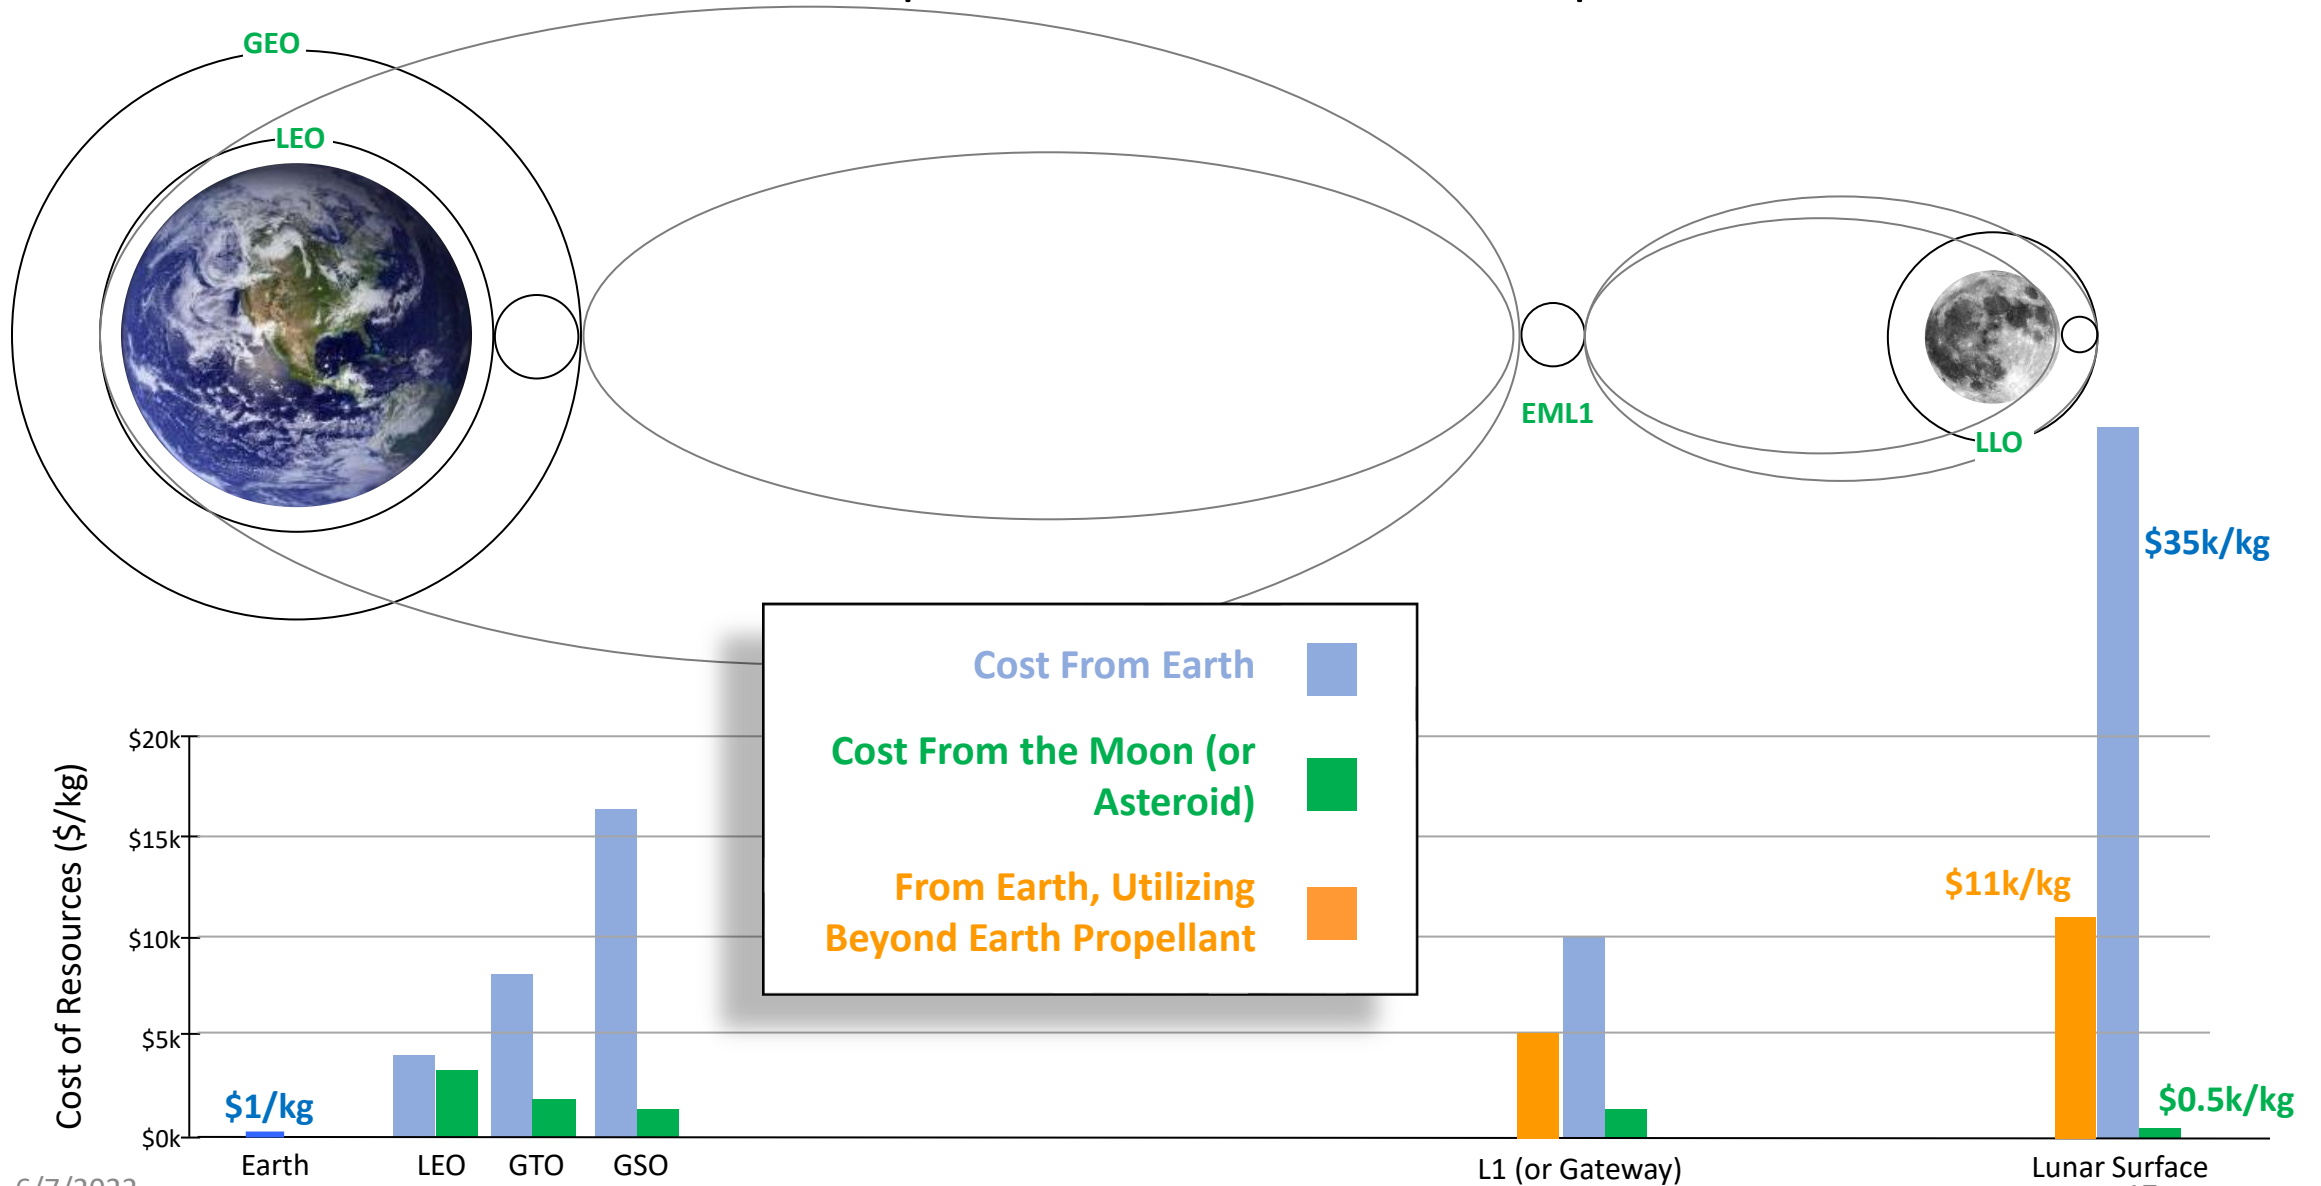 GEO
LEO
EML1
LLO
$35k/kg
Cost From Earth
Cost From the Moon (or
Asteroid)
From Earth, Utilizing
Beyond Earth Propellant
$20k
$15k
$10k
$5k
$0k
Cost of Resources ($/kg)
$11k/kg
$1/kg
$0.5k/kg
Earth
LEO
GTO
GSO
L1 (or Gateway)
Lunar Surface